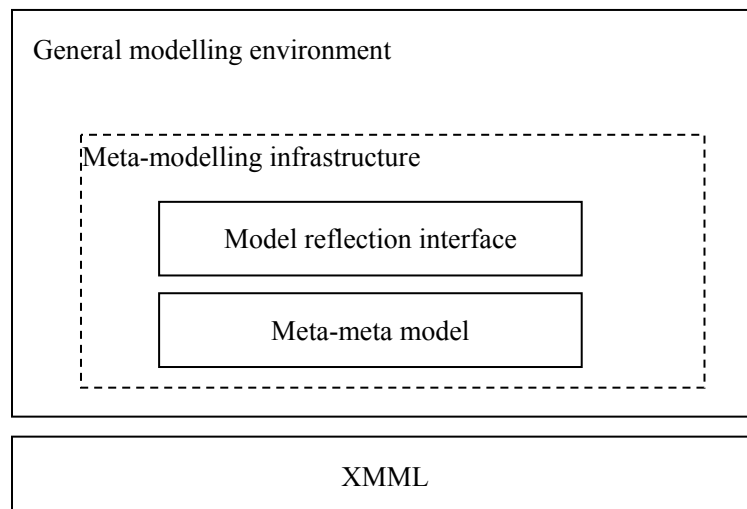 General modelling environment
Meta-modelling infrastructure
Model reflection interface
Meta-meta model
XMML